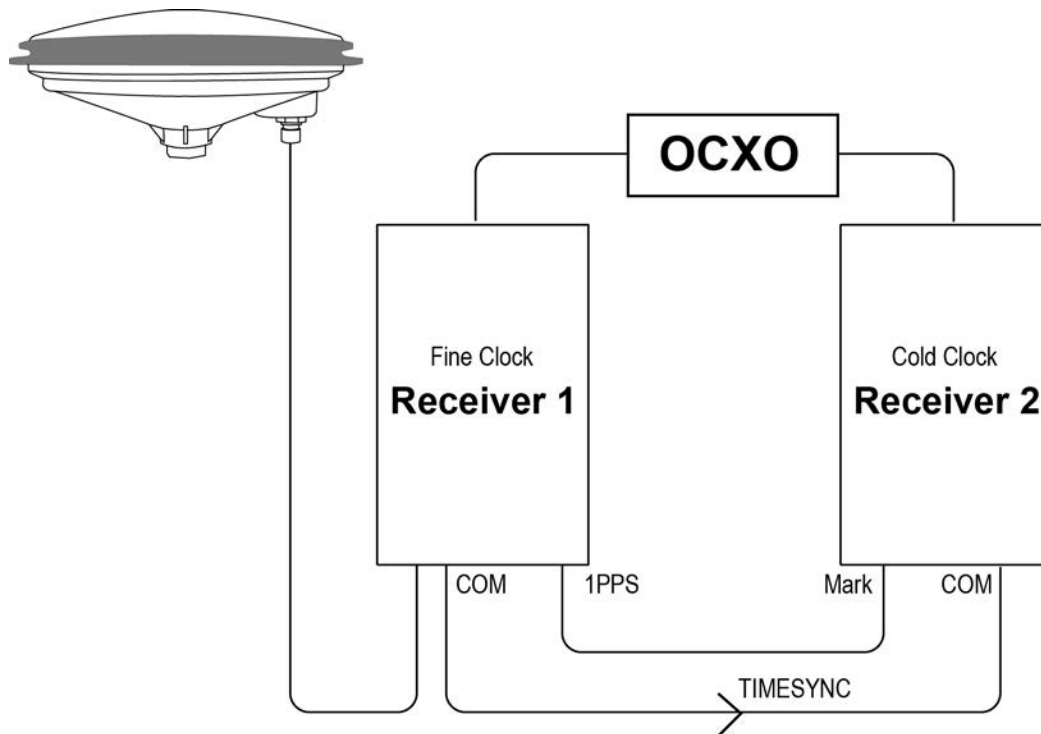 OCXO
Fine Clock
Receiver 1
Cold Clock
Receiver 2
COM
1PPS
Mark
COM
TIMESYNC